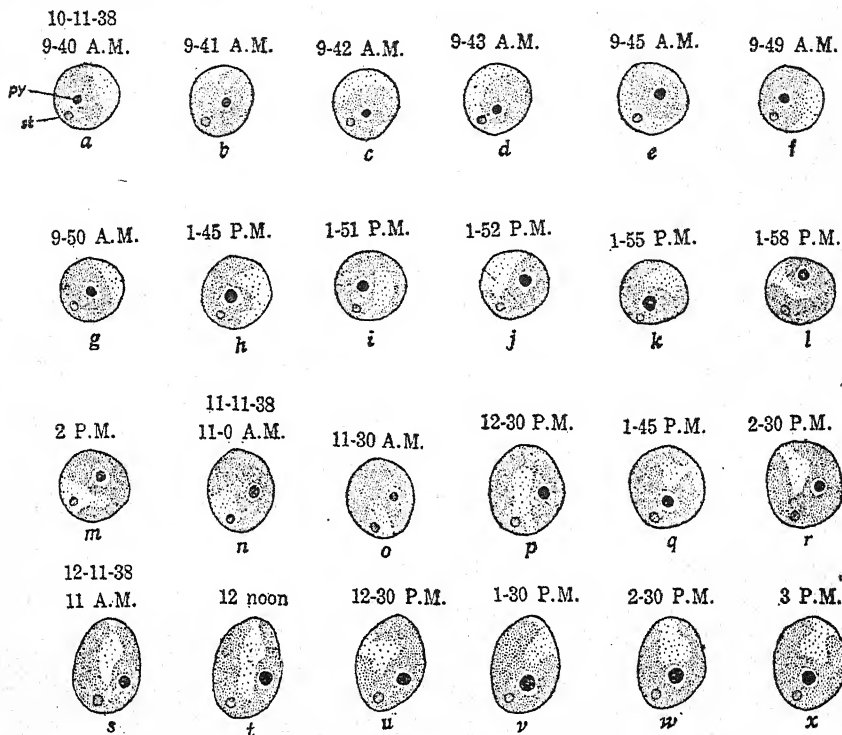 10-11-38
9-40 A.M. 9-41 A.M. 9-42 A.M. 9-43 A.M. 9-45 A.M. 9-49 A.M.
py
st
a b c d e f
9-50 A.M. 1-45 P.M. 1-51 P.M. 1-52 P.M. 1-55 P.M. 1-58 P.M.
g h i j k l
11-11-38
2 P.M. 11-0 A.M. 11-30 A.M. 12-30 P.M. 1-45 P.M. 2-30 P.M.
m n o p q r
12-11-38
11 A.M. 12 noon 12-30 P.M. 1-30 P.M. 2-30 P.M. 3 P.M.
s t u v w x